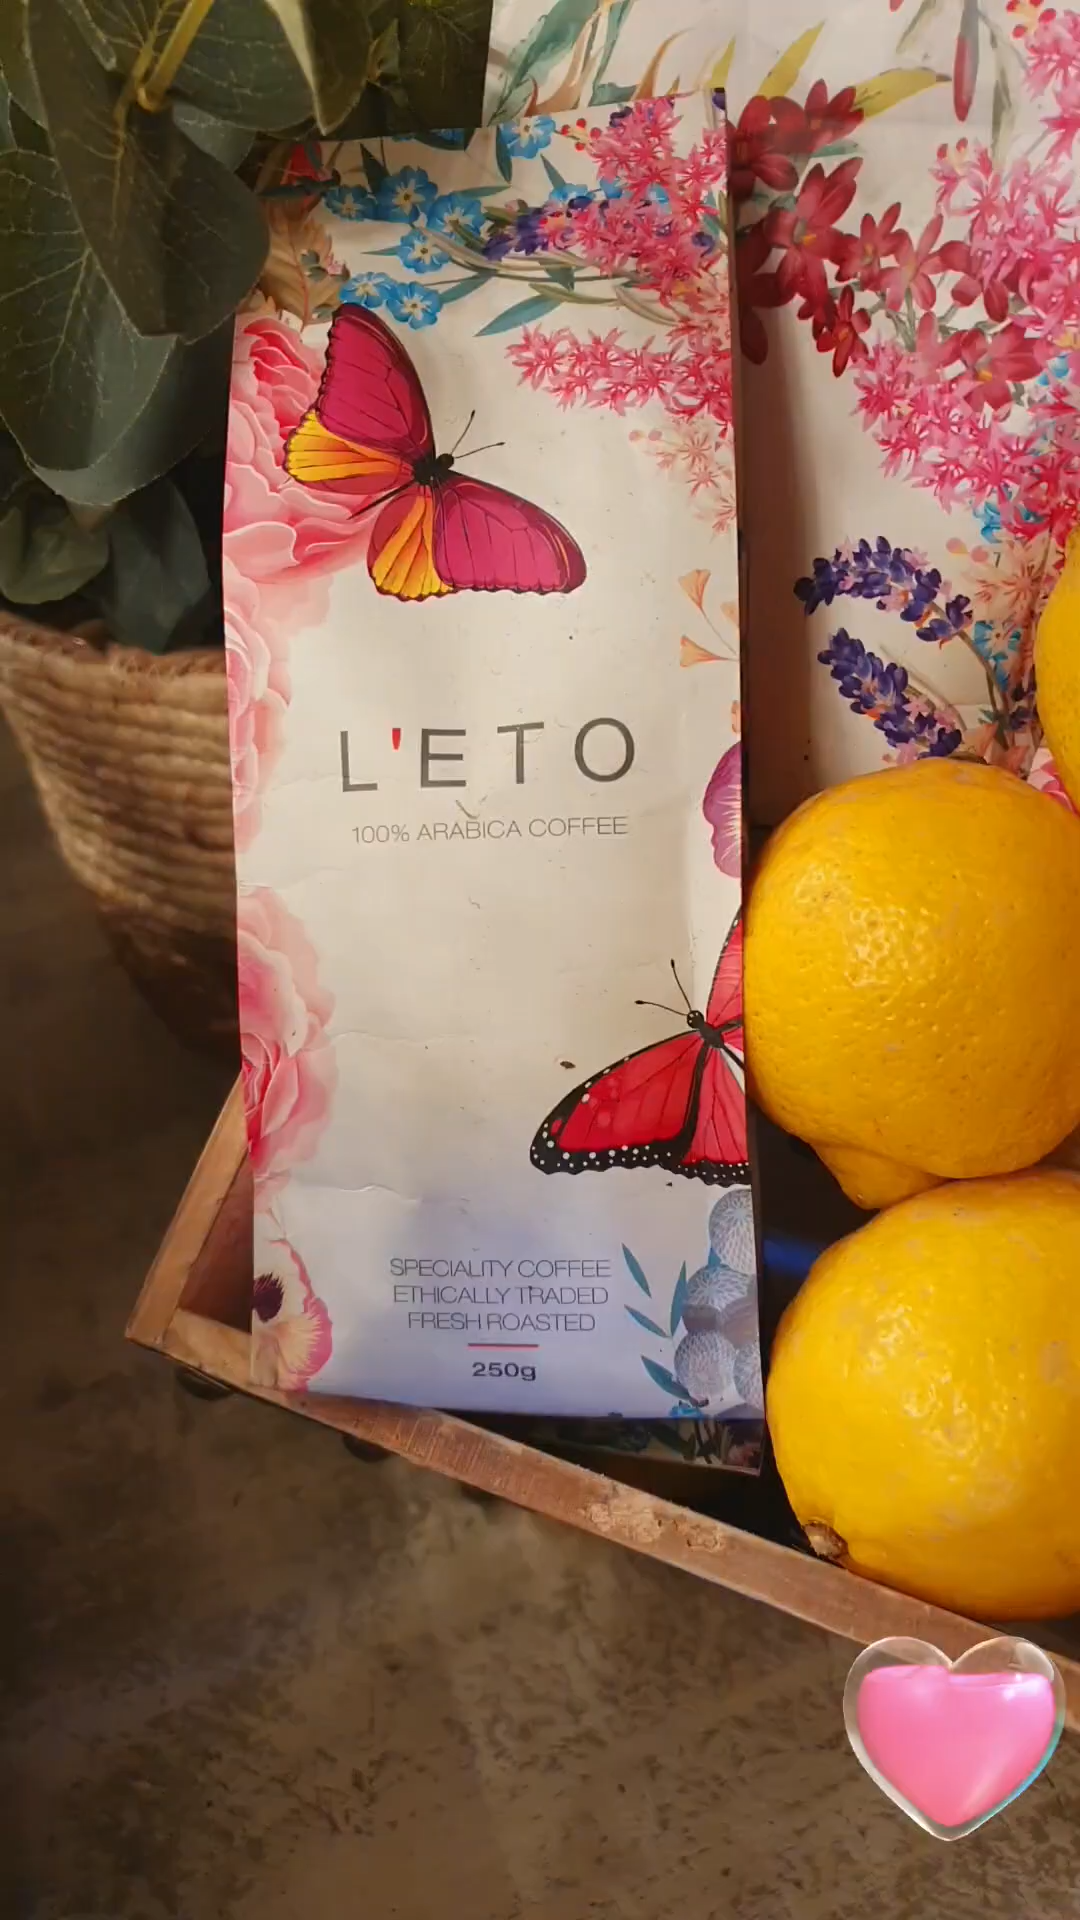 L'ETO
100% ARABICA COFFEE
SPECIALITY COFFEE
ETHICALLY TRADED
FRESH ROASTED
250g